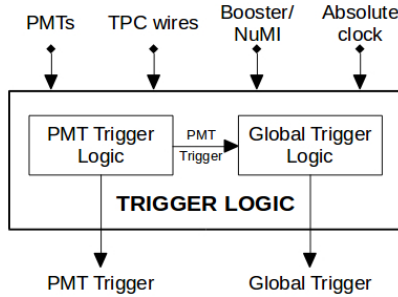 PMTs
TPC wires
Booster/
NuMI
Absolute
clock
PMT Trigger
Logic
PMT
Trigger
Global Trigger
Logic
TRIGGER LOGIC
PMT Trigger
Global Trigger